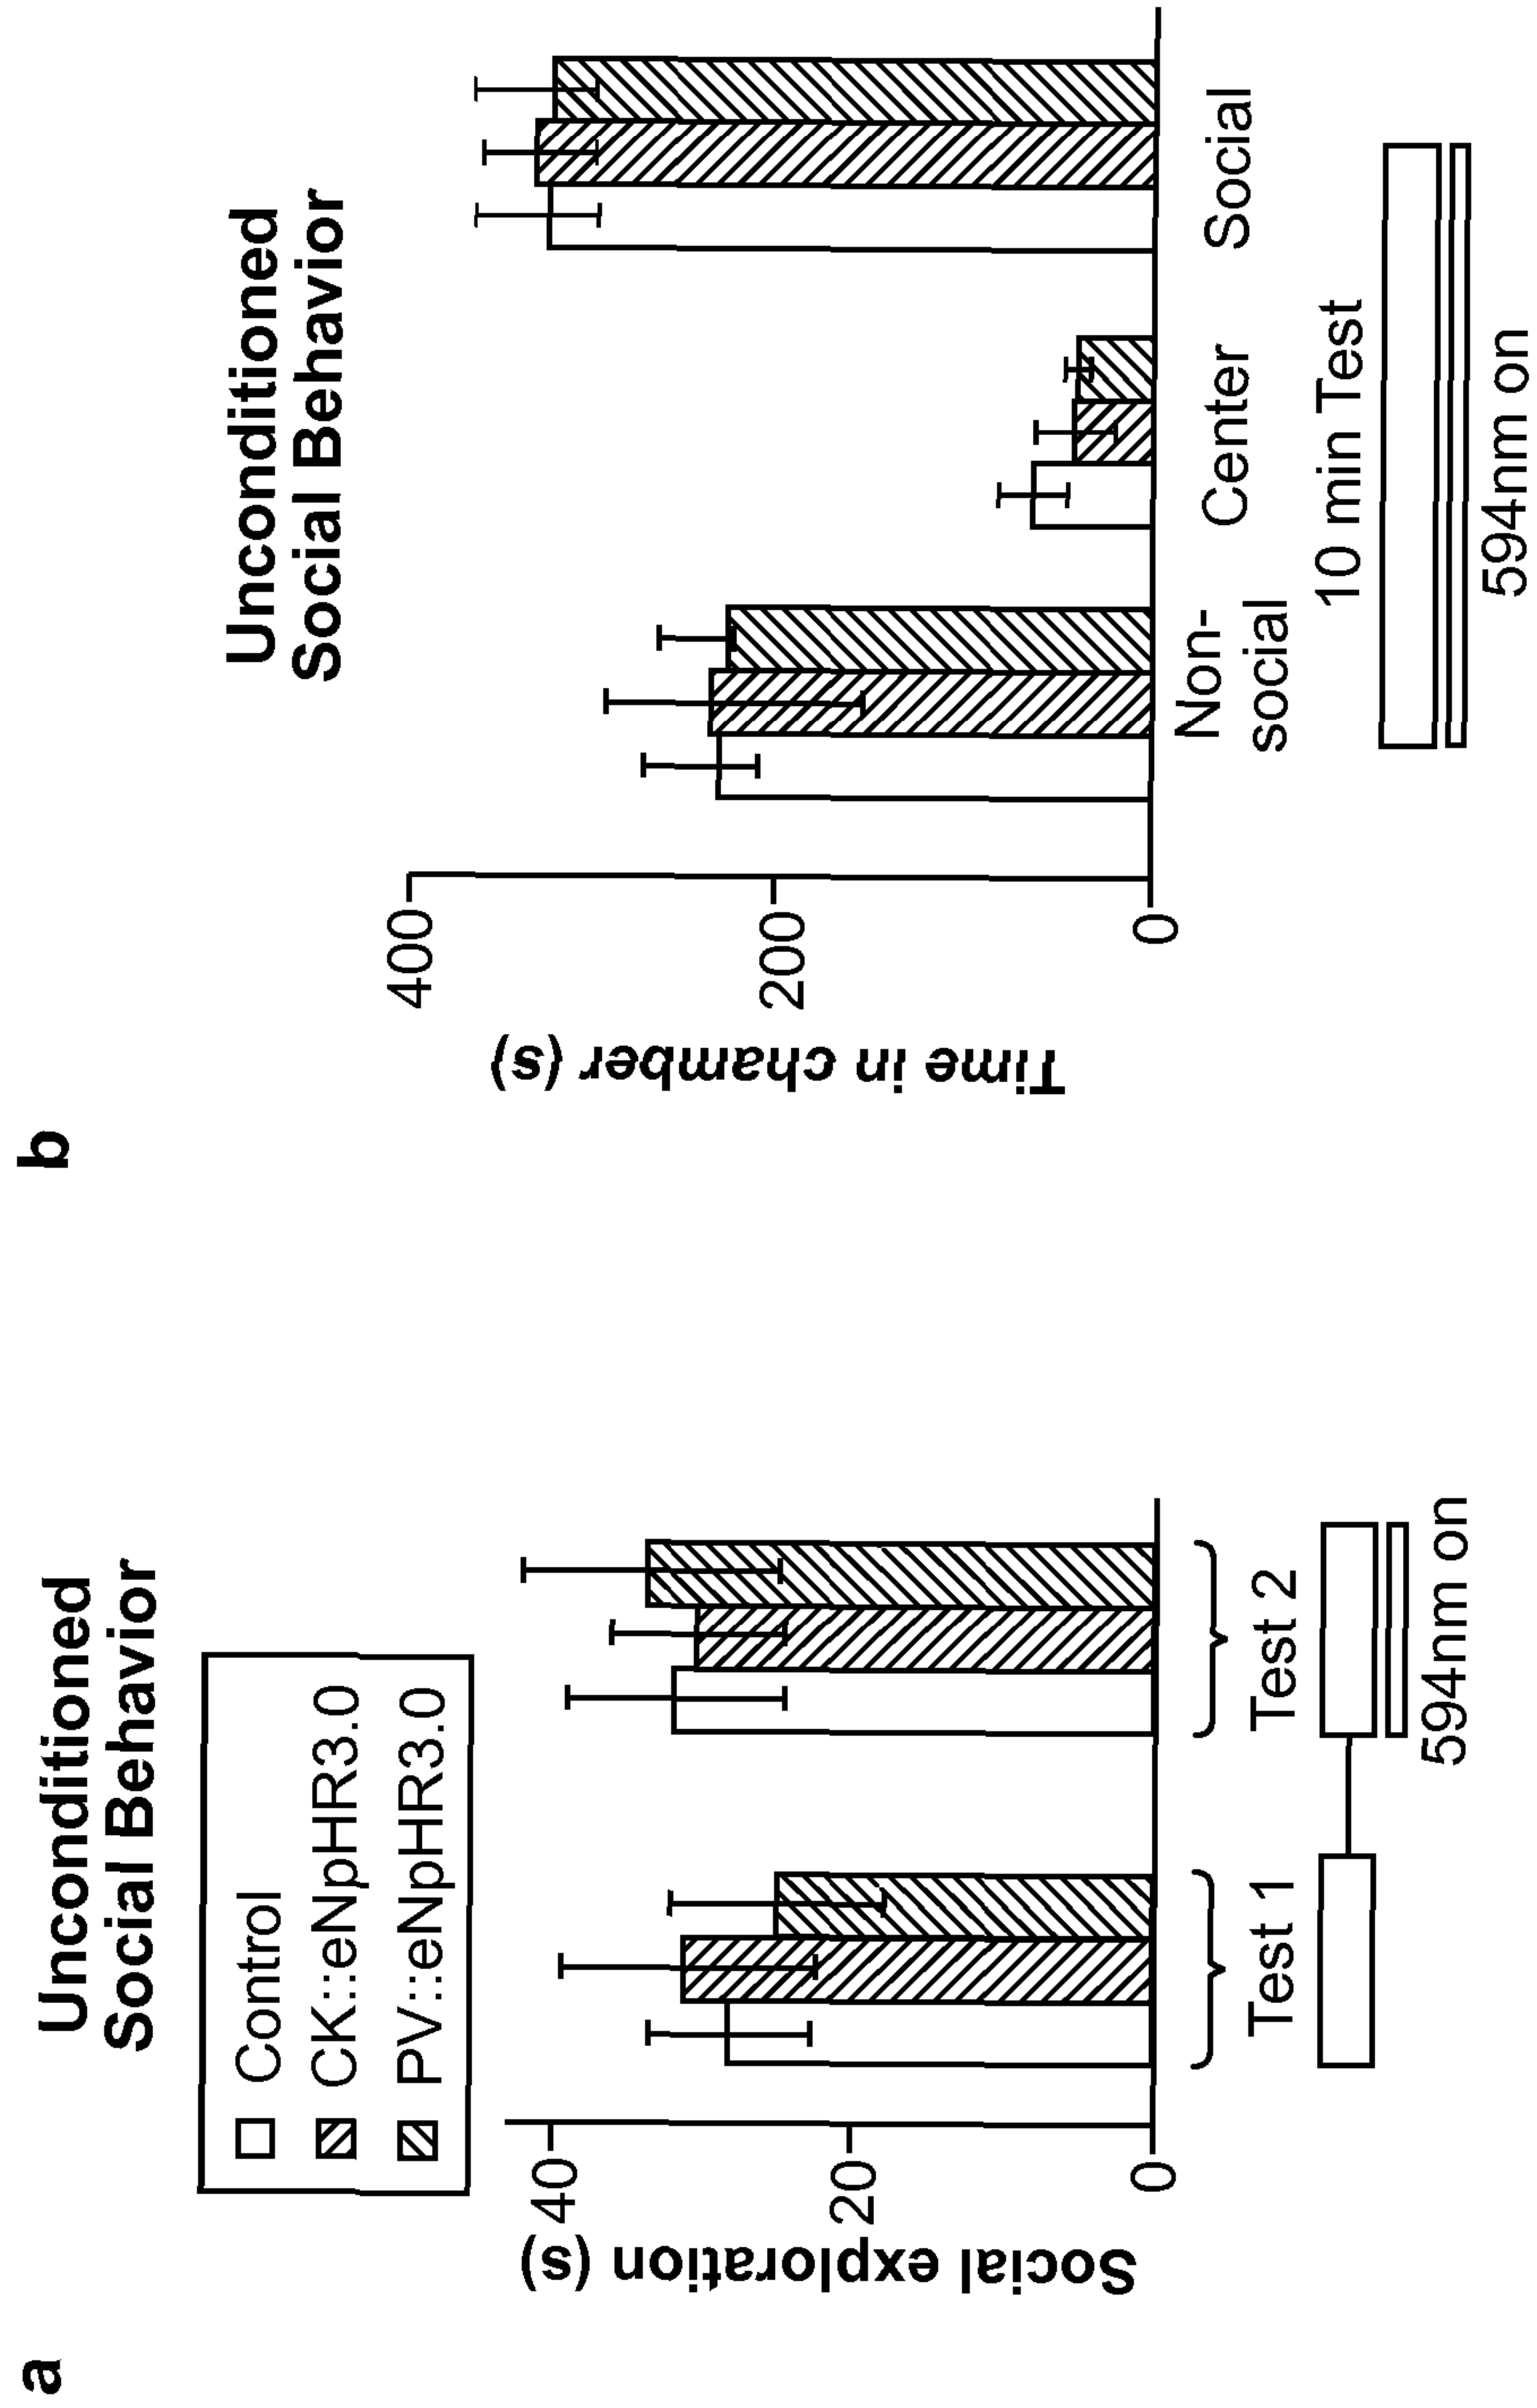 a
Unconditioned
Social Behavior
Control
CK::eNpHR3.0
PV::eNpHR3.0
Social exploration (s)
40
20
0
Test 1
Test 2
594nm on
b
Unconditioned
Social Behavior
Time in chamber (s)
400
200
0
Non-
social
Center
Social
10 min Test
594nm on